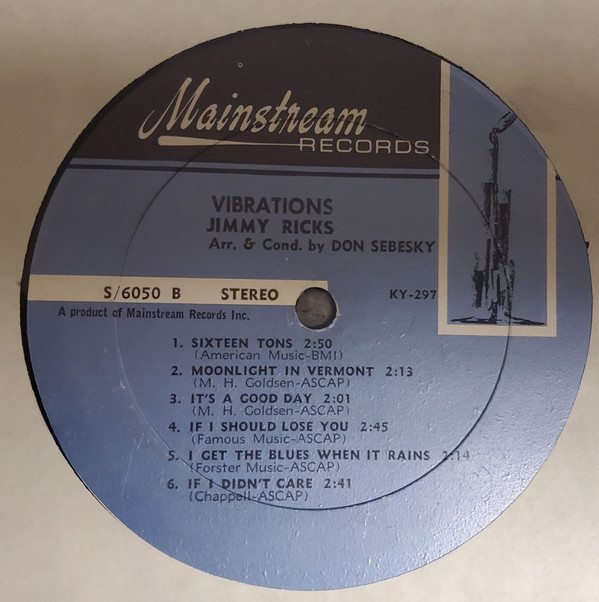 Mainstream
RECORDS
VIBRATIONS
JIMMY RICKS
Arr. & Cond. by DON SEBESKY
S/6050 B STEREO KY-297
A product of Mainstream Records Inc.
1. SIXTEEN TONS 2:50
(American Music-BMI)
2. MOONLIGHT IN VERMONT 2:13
(M. H. Goldsen-ASCAP)
3. IT'S A GOOD DAY 2:01
(M. H. Goldsen-ASCAP)
4. IF I SHOULD LOSE YOU 2:45
(Famous Music-ASCAP)
5. I GET THE BLUES WHEN IT RAINS 2:14
(Forster Music-ASCAP)
6. IF I DIDN'T CARE 2:41
(Chappell-ASCAP)